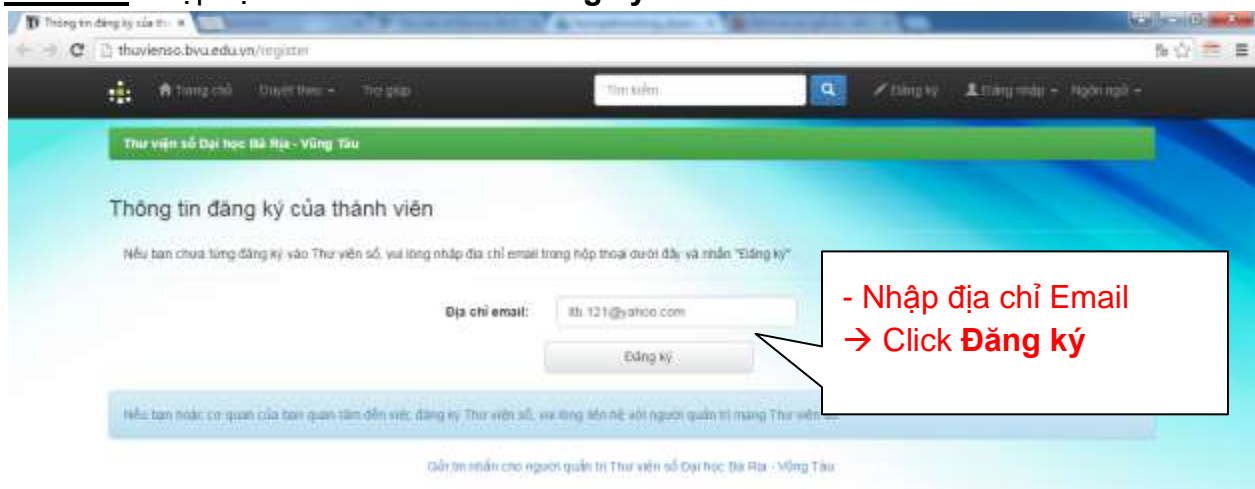 Thông tin đăng ký của th
thuvienso.bvu.edu.vn/register
Trang chủ Duyệt theo Trợ giúp Tìm kiếm Đăng ký Đăng nhập Ngôn ngữ
Thư viện số Đại học Bà Rịa - Vũng Tàu
Thông tin đăng ký của thành viên
Nếu bạn chưa từng đăng ký vào Thư viện số, vui lòng nhập địa chỉ email trong hộp thoại dưới đây và nhấn "Đăng ký"
- Nhập địa chỉ Email
→ Click Đăng ký
Địa chỉ email: 121@yahoo.com
Đăng ký
Nếu bạn hoặc cơ quan của bạn quan tâm đến việc đăng ký Thư viện số, vui lòng liên hệ với người quản trị mạng Thư viện số
Gửi tin nhắn cho người quản trị Thư viện số Đại học Bà Rịa - Vũng Tàu